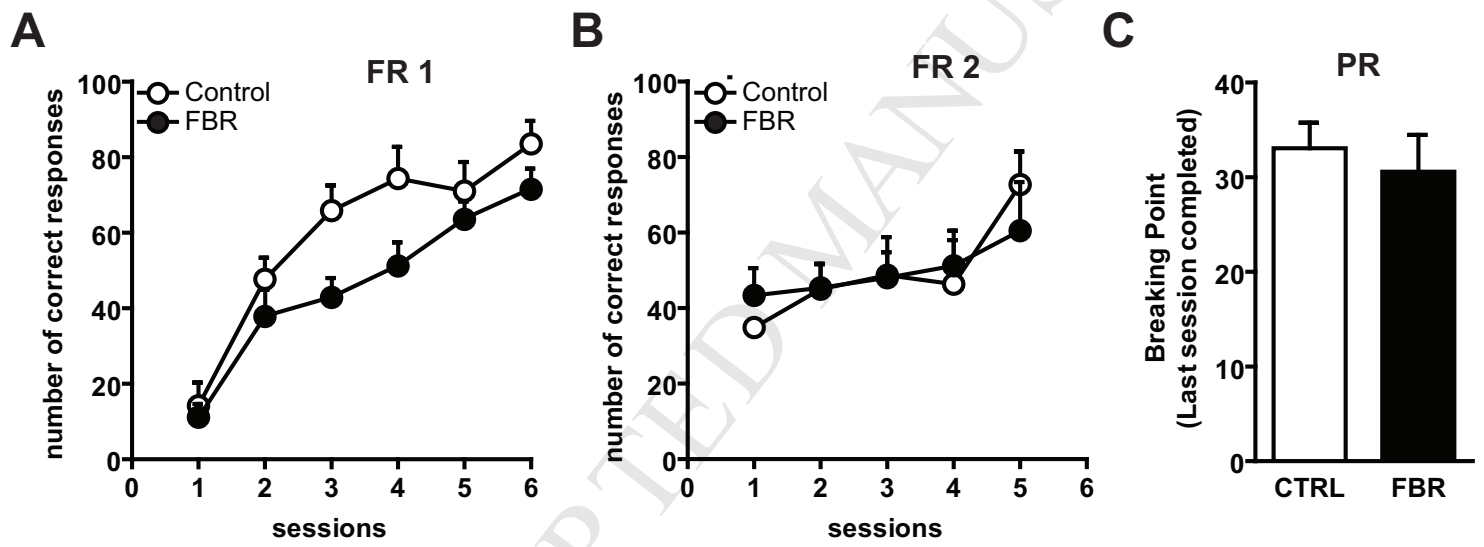 A
FR 1
Control
FBR
number of correct responses
100
80
60
40
20
0
0 1 2 3 4 5 6
sessions
B
FR 2
Control
FBR
number of correct responses
100
80
60
40
20
0
0 1 2 3 4 5 6
sessions
C
PR
Breaking Point
(Last session completed)
40
30
20
10
0
CTRL FBR
PTED MANUS